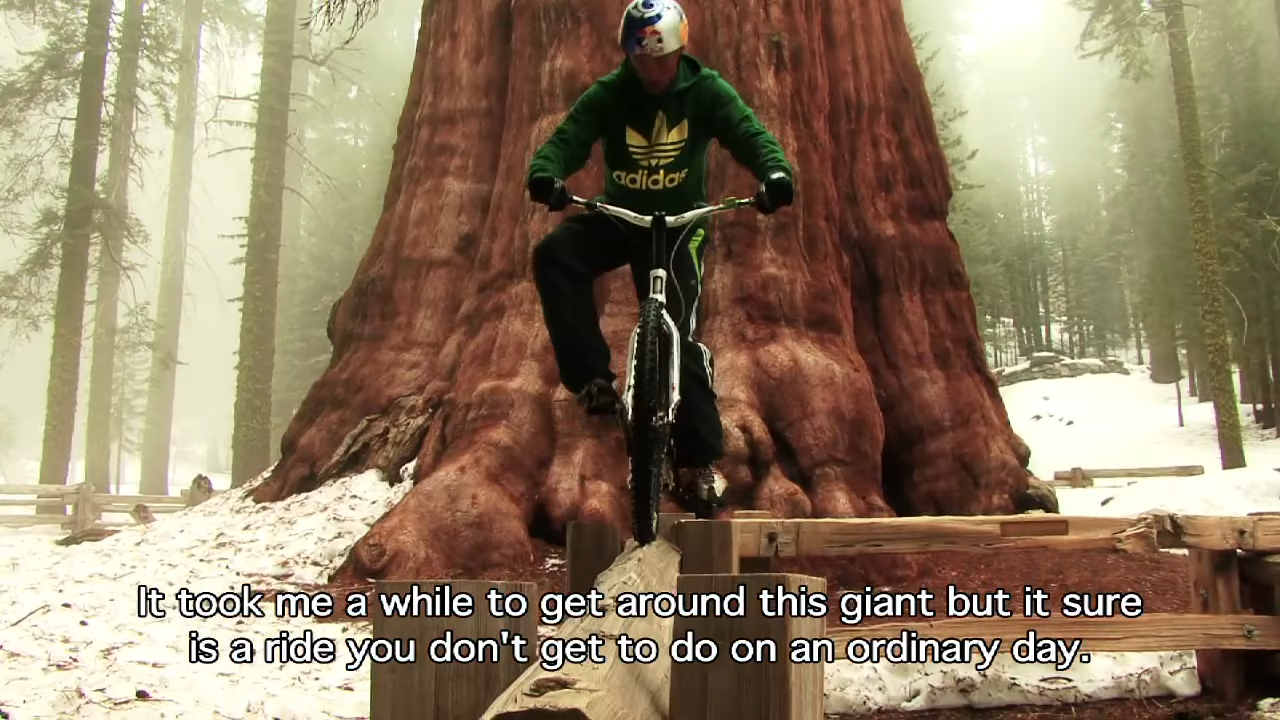 adidas
It took me a while to get around this giant but it sure
is a ride you don't get to do on an ordinary day.